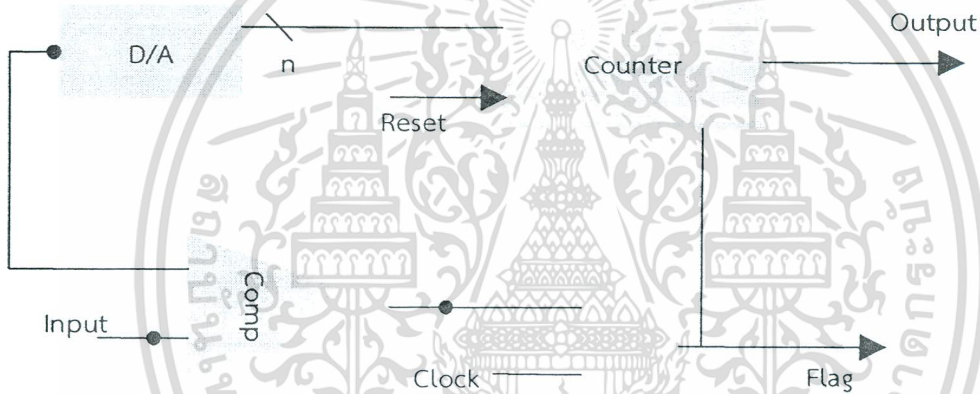 Output
D/A
n
Counter
Reset
Comp
Input
Clock
Flag